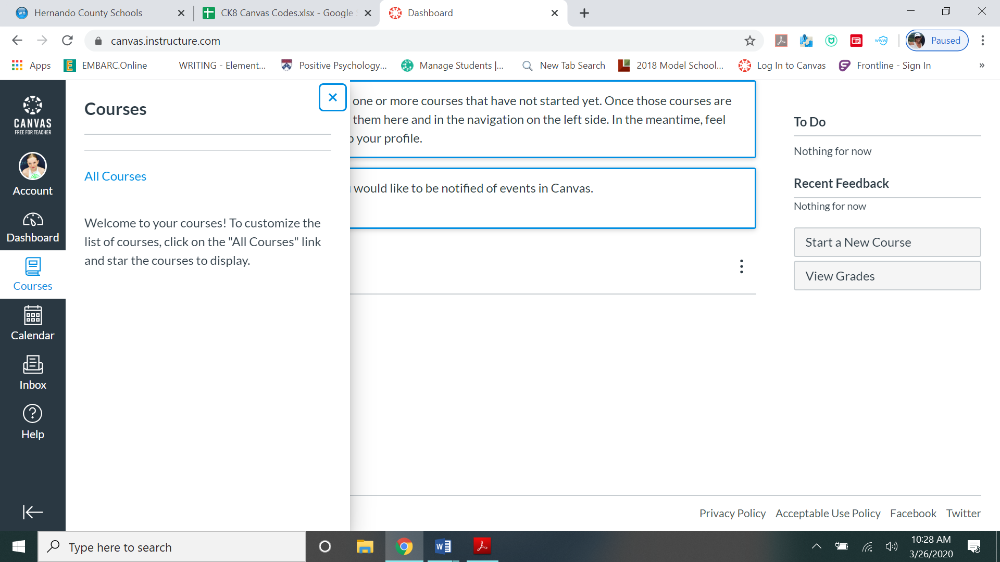 Hernando County Schools
CK8 Canvas Codes.xlsx - Google
Dashboard
canvas.instructure.com
Paused
Apps
EMBARC.Online
WRITING - Element...
Positive Psychology...
Manage Students |...
New Tab Search
2018 Model School...
Log In to Canvas
Frontline - Sign In
»
CANVAS
FREE FOR TEACHER
Account
Dashboard
Courses
Calendar
Inbox
Help
Courses
All Courses
Welcome to your courses! To customize the
list of courses, click on the "All Courses" link
and star the courses to display.
one or more courses that have not started yet. Once those courses are
them here and in the navigation on the left side. In the meantime, feel
your profile.
would like to be notified of events in Canvas.
To Do
Nothing for now
Recent Feedback
Nothing for now
Start a New Course
View Grades
Privacy Policy Acceptable Use Policy Facebook Twitter
Type here to search
10:28 AM
3/26/2020